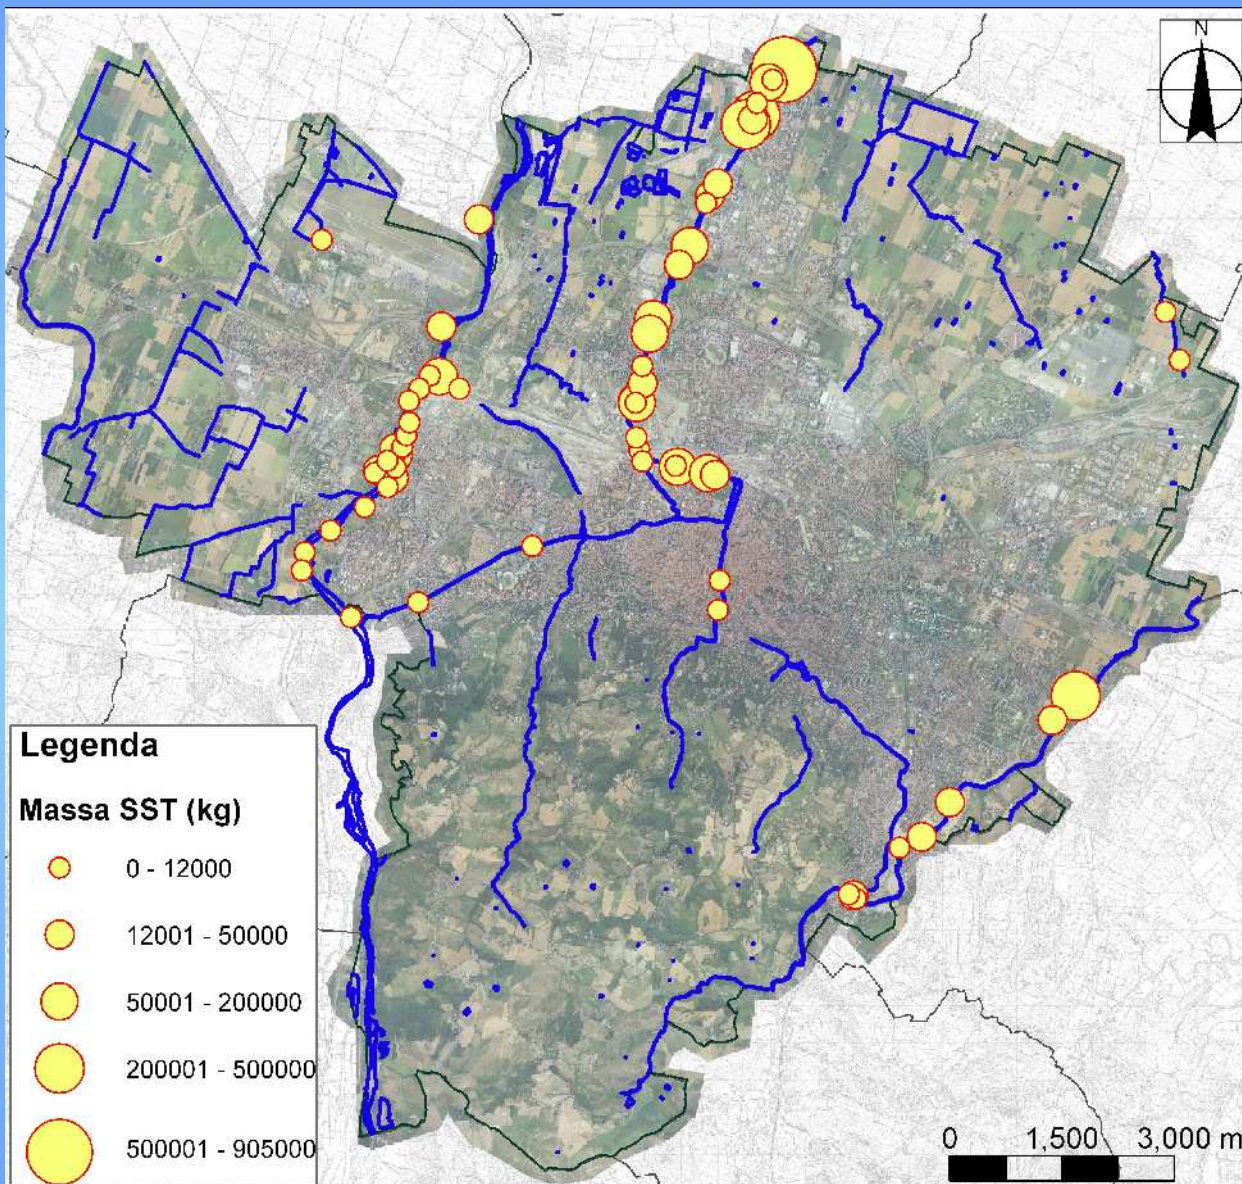 N
Legenda
Massa SST (kg)
0 - 12000
12001 - 50000
50001 - 200000
200001 - 500000
500001 - 905000
0 1,500 3,000 m